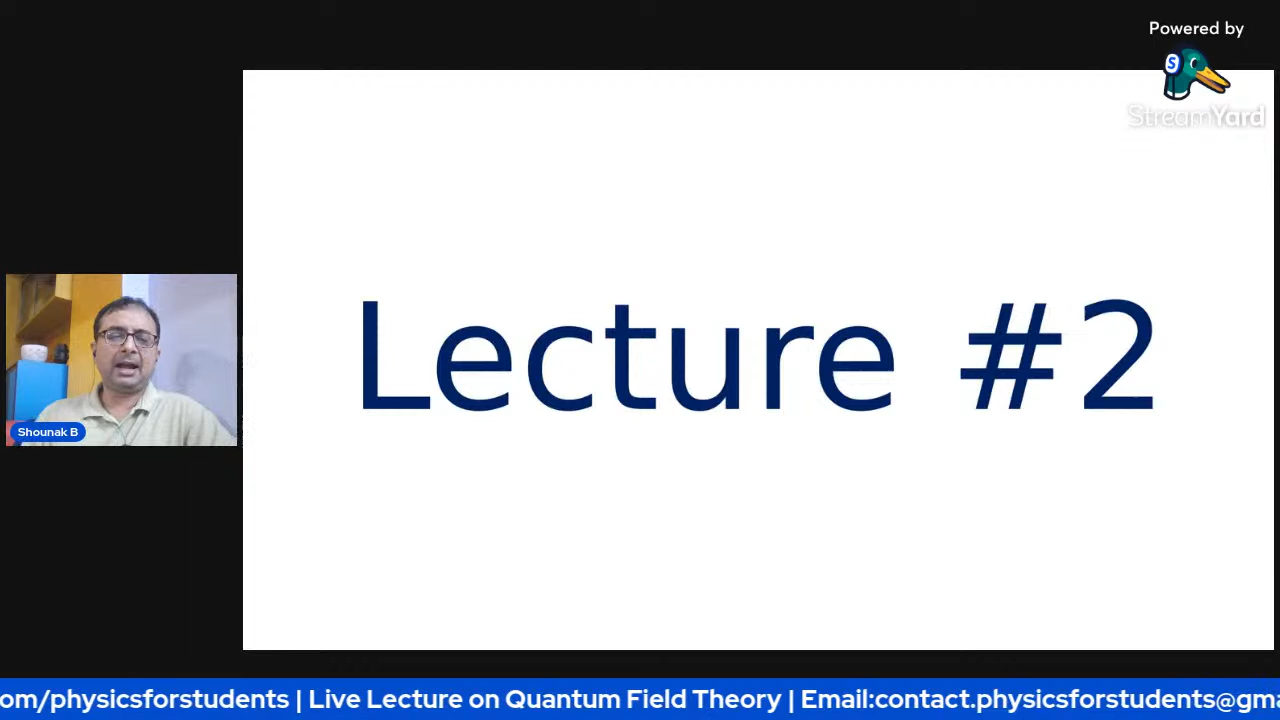 Powered by
S
StreamYard
Lecture #2
Shounak B
om/physicsforstudents | Live Lecture on Quantum Field Theory | Email:contact.physicsforstudents@gma